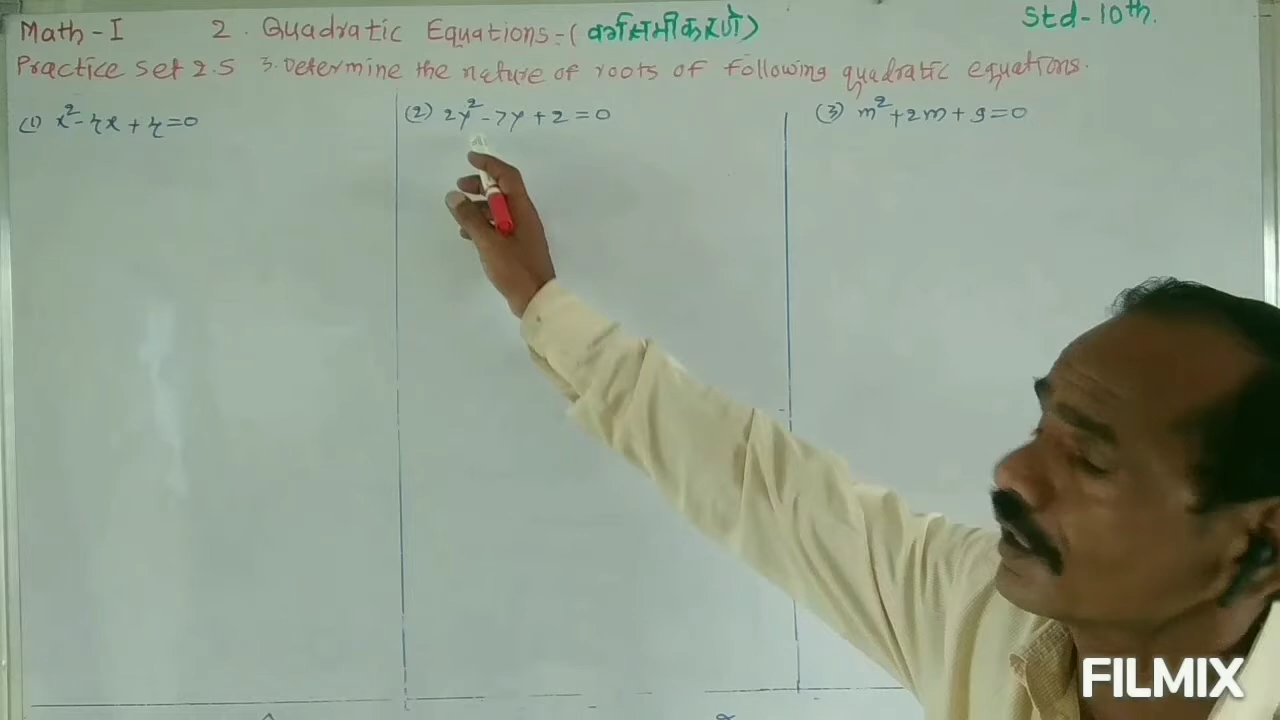 Math-I 2. Quadratic Equations:-(वर्गसमीकरणे) Std-10th.
Practice Set 2.5 3. Determine the nature of roots of following quadratic equations.
(1) x²-4x+4=0 (2) 2y²-7y+2=0 (3) m²+2m+9=0
FILMIX